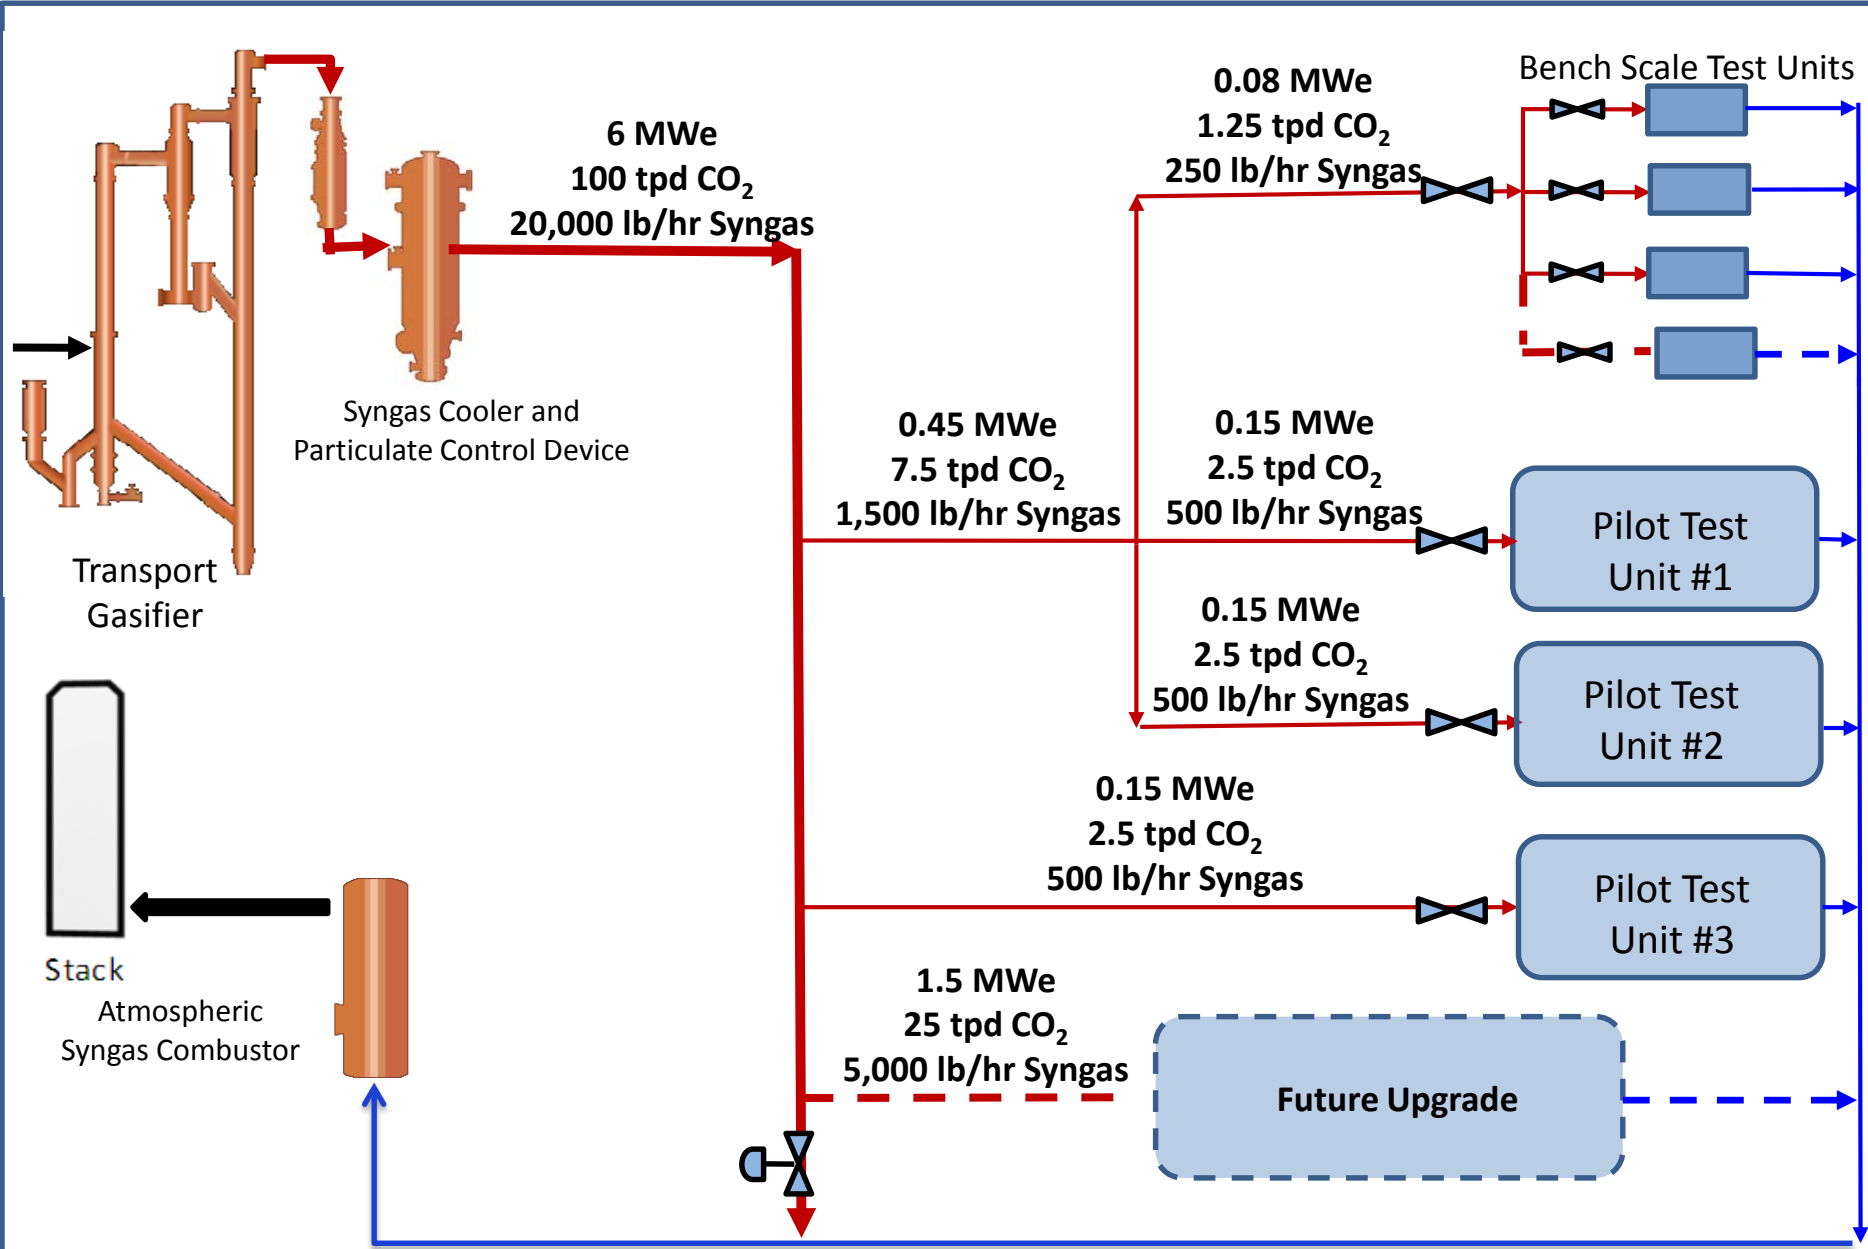 Bench Scale Test Units
0.08 MWe
1.25 tpd CO₂
250 lb/hr Syngas
6 MWe
100 tpd CO₂
20,000 lb/hr Syngas
Syngas Cooler and
Particulate Control Device
Transport
Gasifier
0.45 MWe
7.5 tpd CO₂
1,500 lb/hr Syngas
0.15 MWe
2.5 tpd CO₂
500 lb/hr Syngas
Pilot Test
Unit #1
0.15 MWe
2.5 tpd CO₂
500 lb/hr Syngas
Pilot Test
Unit #2
0.15 MWe
2.5 tpd CO₂
500 lb/hr Syngas
Pilot Test
Unit #3
Stack
Atmospheric
Syngas Combustor
1.5 MWe
25 tpd CO₂
5,000 lb/hr Syngas
Future Upgrade